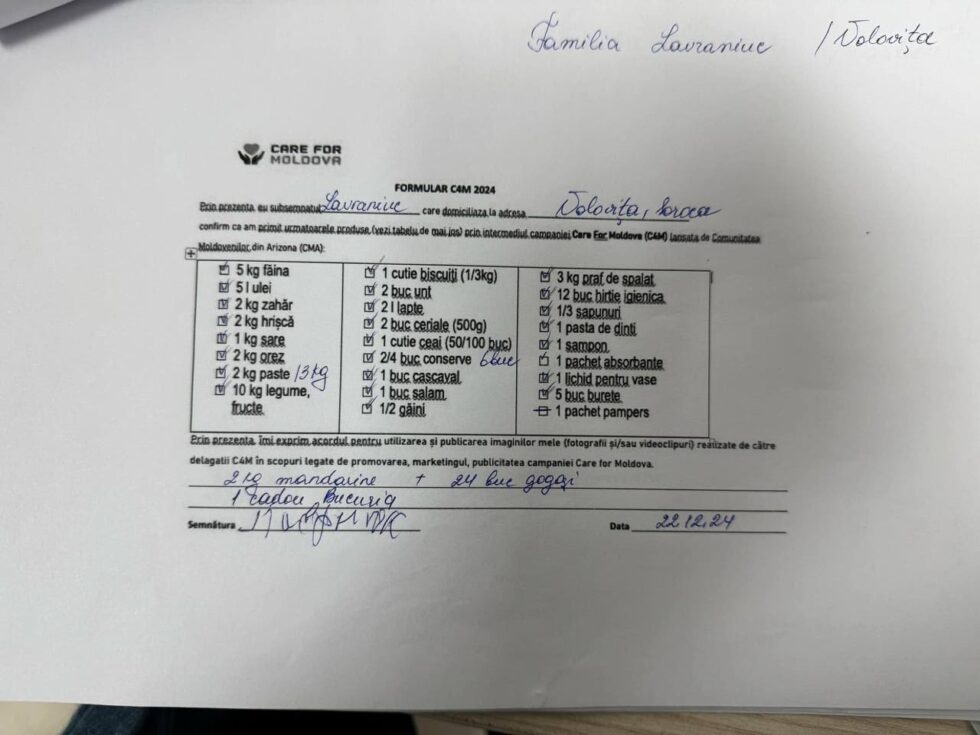 Familia Lavraniuc / Volovița
CARE FOR
MOLDOVA
FORMULAR C4M 2024
Prin prezenta, eu subsemnatul Lavraniuc care domiciliaza la adresa Volovița, Soroca
confirm ca am primit urmatoarele produse, (vezi tabelu de mai jos) prin intermediul campaniei Care For Moldova (C4M) lansata de Comunitatea
Moldovenilor din Arizona (CMA):
5 kg făina
5 l ulei
2 kg zahăr
2 kg hrișcă
1 kg sare
2 kg orez
2 kg paste /3 kg
10 kg legume,
fructe
1 cutie biscuiți (1/3kg)
2 buc unt
2 l lapte
2 buc ceriale (500g)
1 cutie ceai (50/100 buc)
2/4 buc conserve 6 buc
1 buc cascaval
1 buc salam
1/2 găini
3 kg praf de spalat
12 buc hirtie igienica
1/3 sapunuri
1 pasta de dinti
1 sampon
1 pachet absorbante
1 lichid pentru vase
5 buc burete
1 pachet pampers
Prin prezenta, îmi exprim acordul pentru utilizarea și publicarea imaginilor mele (fotografii și/sau videoclipuri) realizate de către
delagatii C4M în scopuri legate de promovarea, marketingul, publicitatea campaniei Care for Moldova.
2 kg mandarine + 24 buc gogoși
1 cadou Bucuria
Semnătura
Data 22.12.24